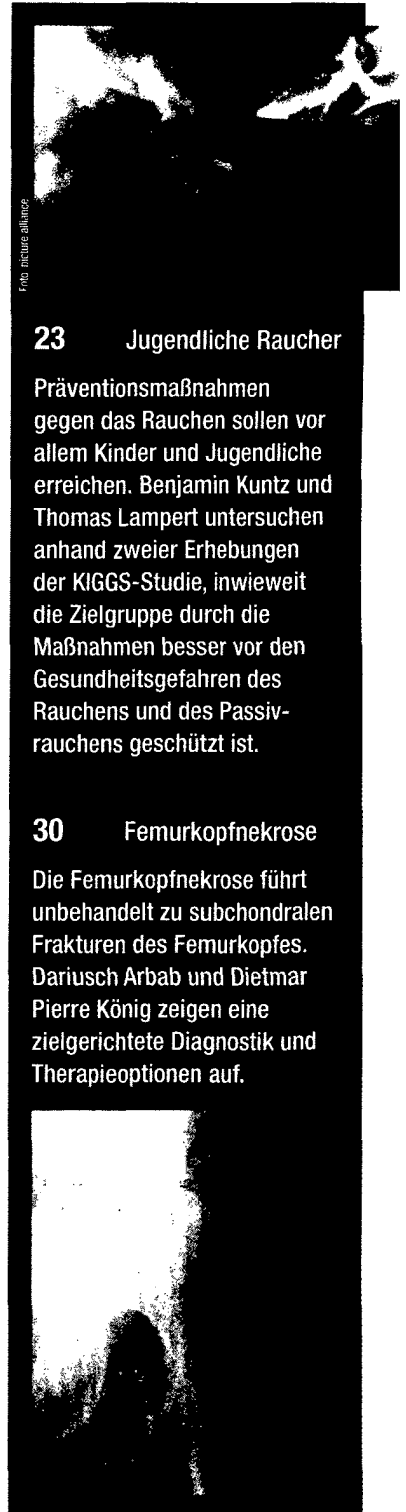 Foto picture alliance
23 Jugendliche Raucher
Präventionsmaßnahmen
gegen das Rauchen sollen vor
allem Kinder und Jugendliche
erreichen. Benjamin Kuntz und
Thomas Lampert untersuchen
anhand zweier Erhebungen
der KIGGS-Studie, inwieweit
die Zielgruppe durch die
Maßnahmen besser vor den
Gesundheitsgefahren des
Rauchens und des Passiv-
rauchens geschützt ist.
30 Femurkopfnekrose
Die Femurkopfnekrose führt
unbehandelt zu subchondralen
Frakturen des Femurkopfes.
Dariusch Arbab und Dietmar
Pierre König zeigen eine
zielgerichtete Diagnostik und
Therapieoptionen auf.